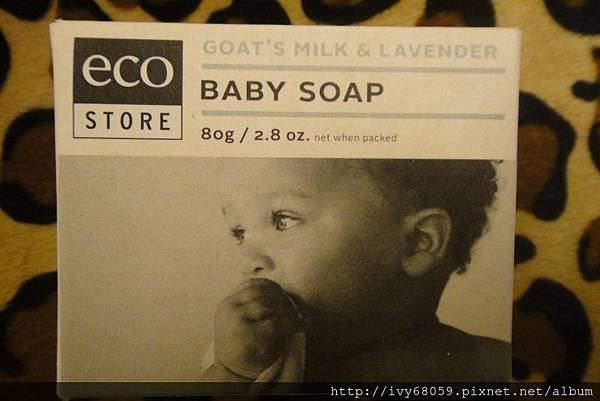 eco
STORE
GOAT'S MILK & LAVENDER
BABY SOAP
80g / 2.8 oz. net when packed
http://ivy68059.pixnet.net/album